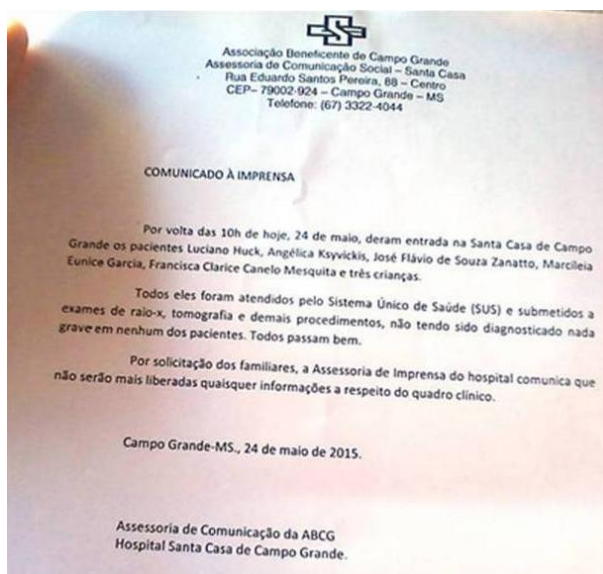 Associação Beneficente de Campo Grande
Assessoria de Comunicação Social – Santa Casa
Rua Eduardo Santos Pereira, 88 – Centro
CEP– 79002-924 – Campo Grande – MS
Telefone: (67) 3322-4044
COMUNICADO À IMPRENSA
Por volta das 10h de hoje, 24 de maio, deram entrada na Santa Casa de Campo
Grande os pacientes Luciano Huck, Angélica Ksyvickis, José Flávio de Souza Zanatto, Marcileia
Eunice Garcia, Francisca Clarice Canelo Mesquita e três crianças.
Todos eles foram atendidos pelo Sistema Único de Saúde (SUS) e submetidos a
exames de raio-x, tomografia e demais procedimentos, não tendo sido diagnosticado nada
grave em nenhum dos pacientes. Todos passam bem.
Por solicitação dos familiares, a Assessoria de Imprensa do hospital comunica que
não serão mais liberadas quaisquer informações a respeito do quadro clínico.
Campo Grande-MS., 24 de maio de 2015.
Assessoria de Comunicação da ABCG
Hospital Santa Casa de Campo Grande.